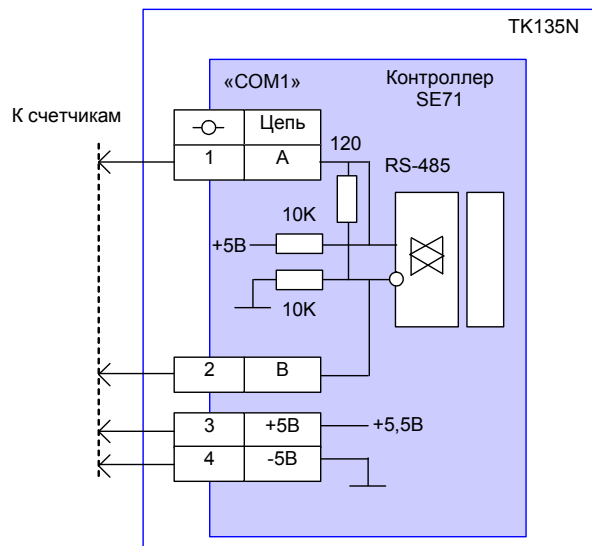 TK135N
«COM1»
Контроллер
SE71
К счетчикам
Цепь
120
1
A
RS-485
10K
+5В
10K
2
B
3
+5В
+5,5В
4
-5В